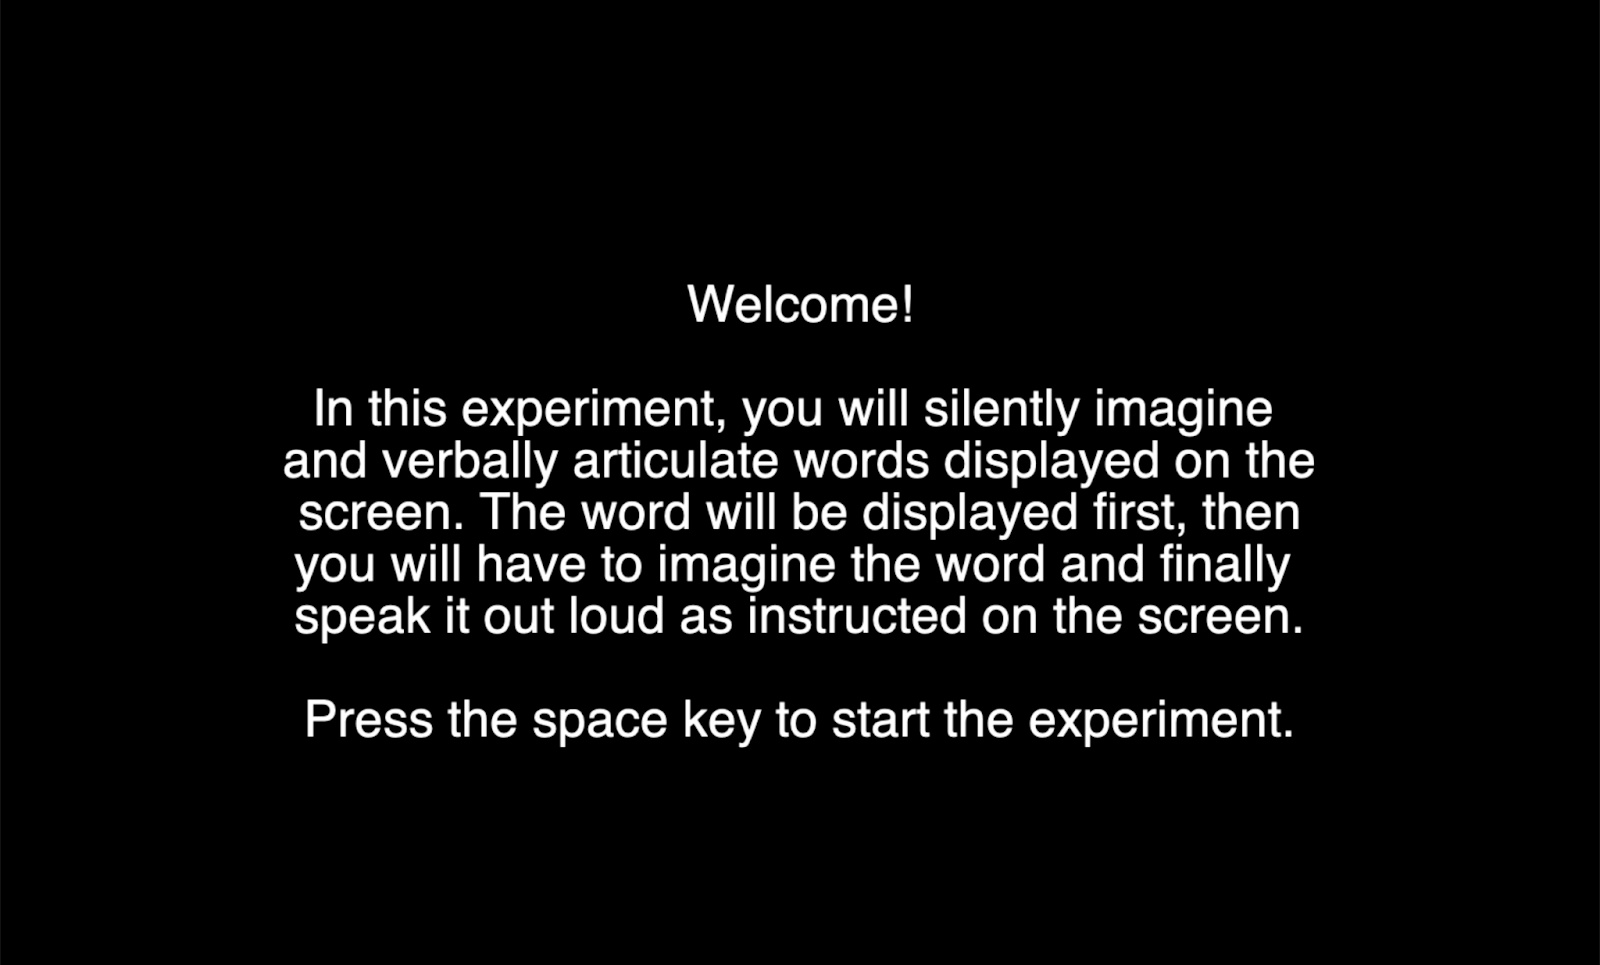 Welcome!
In this experiment, you will silently imagine
and verbally articulate words displayed on the
screen. The word will be displayed first, then
you will have to imagine the word and finally
speak it out loud as instructed on the screen.
Press the space key to start the experiment.